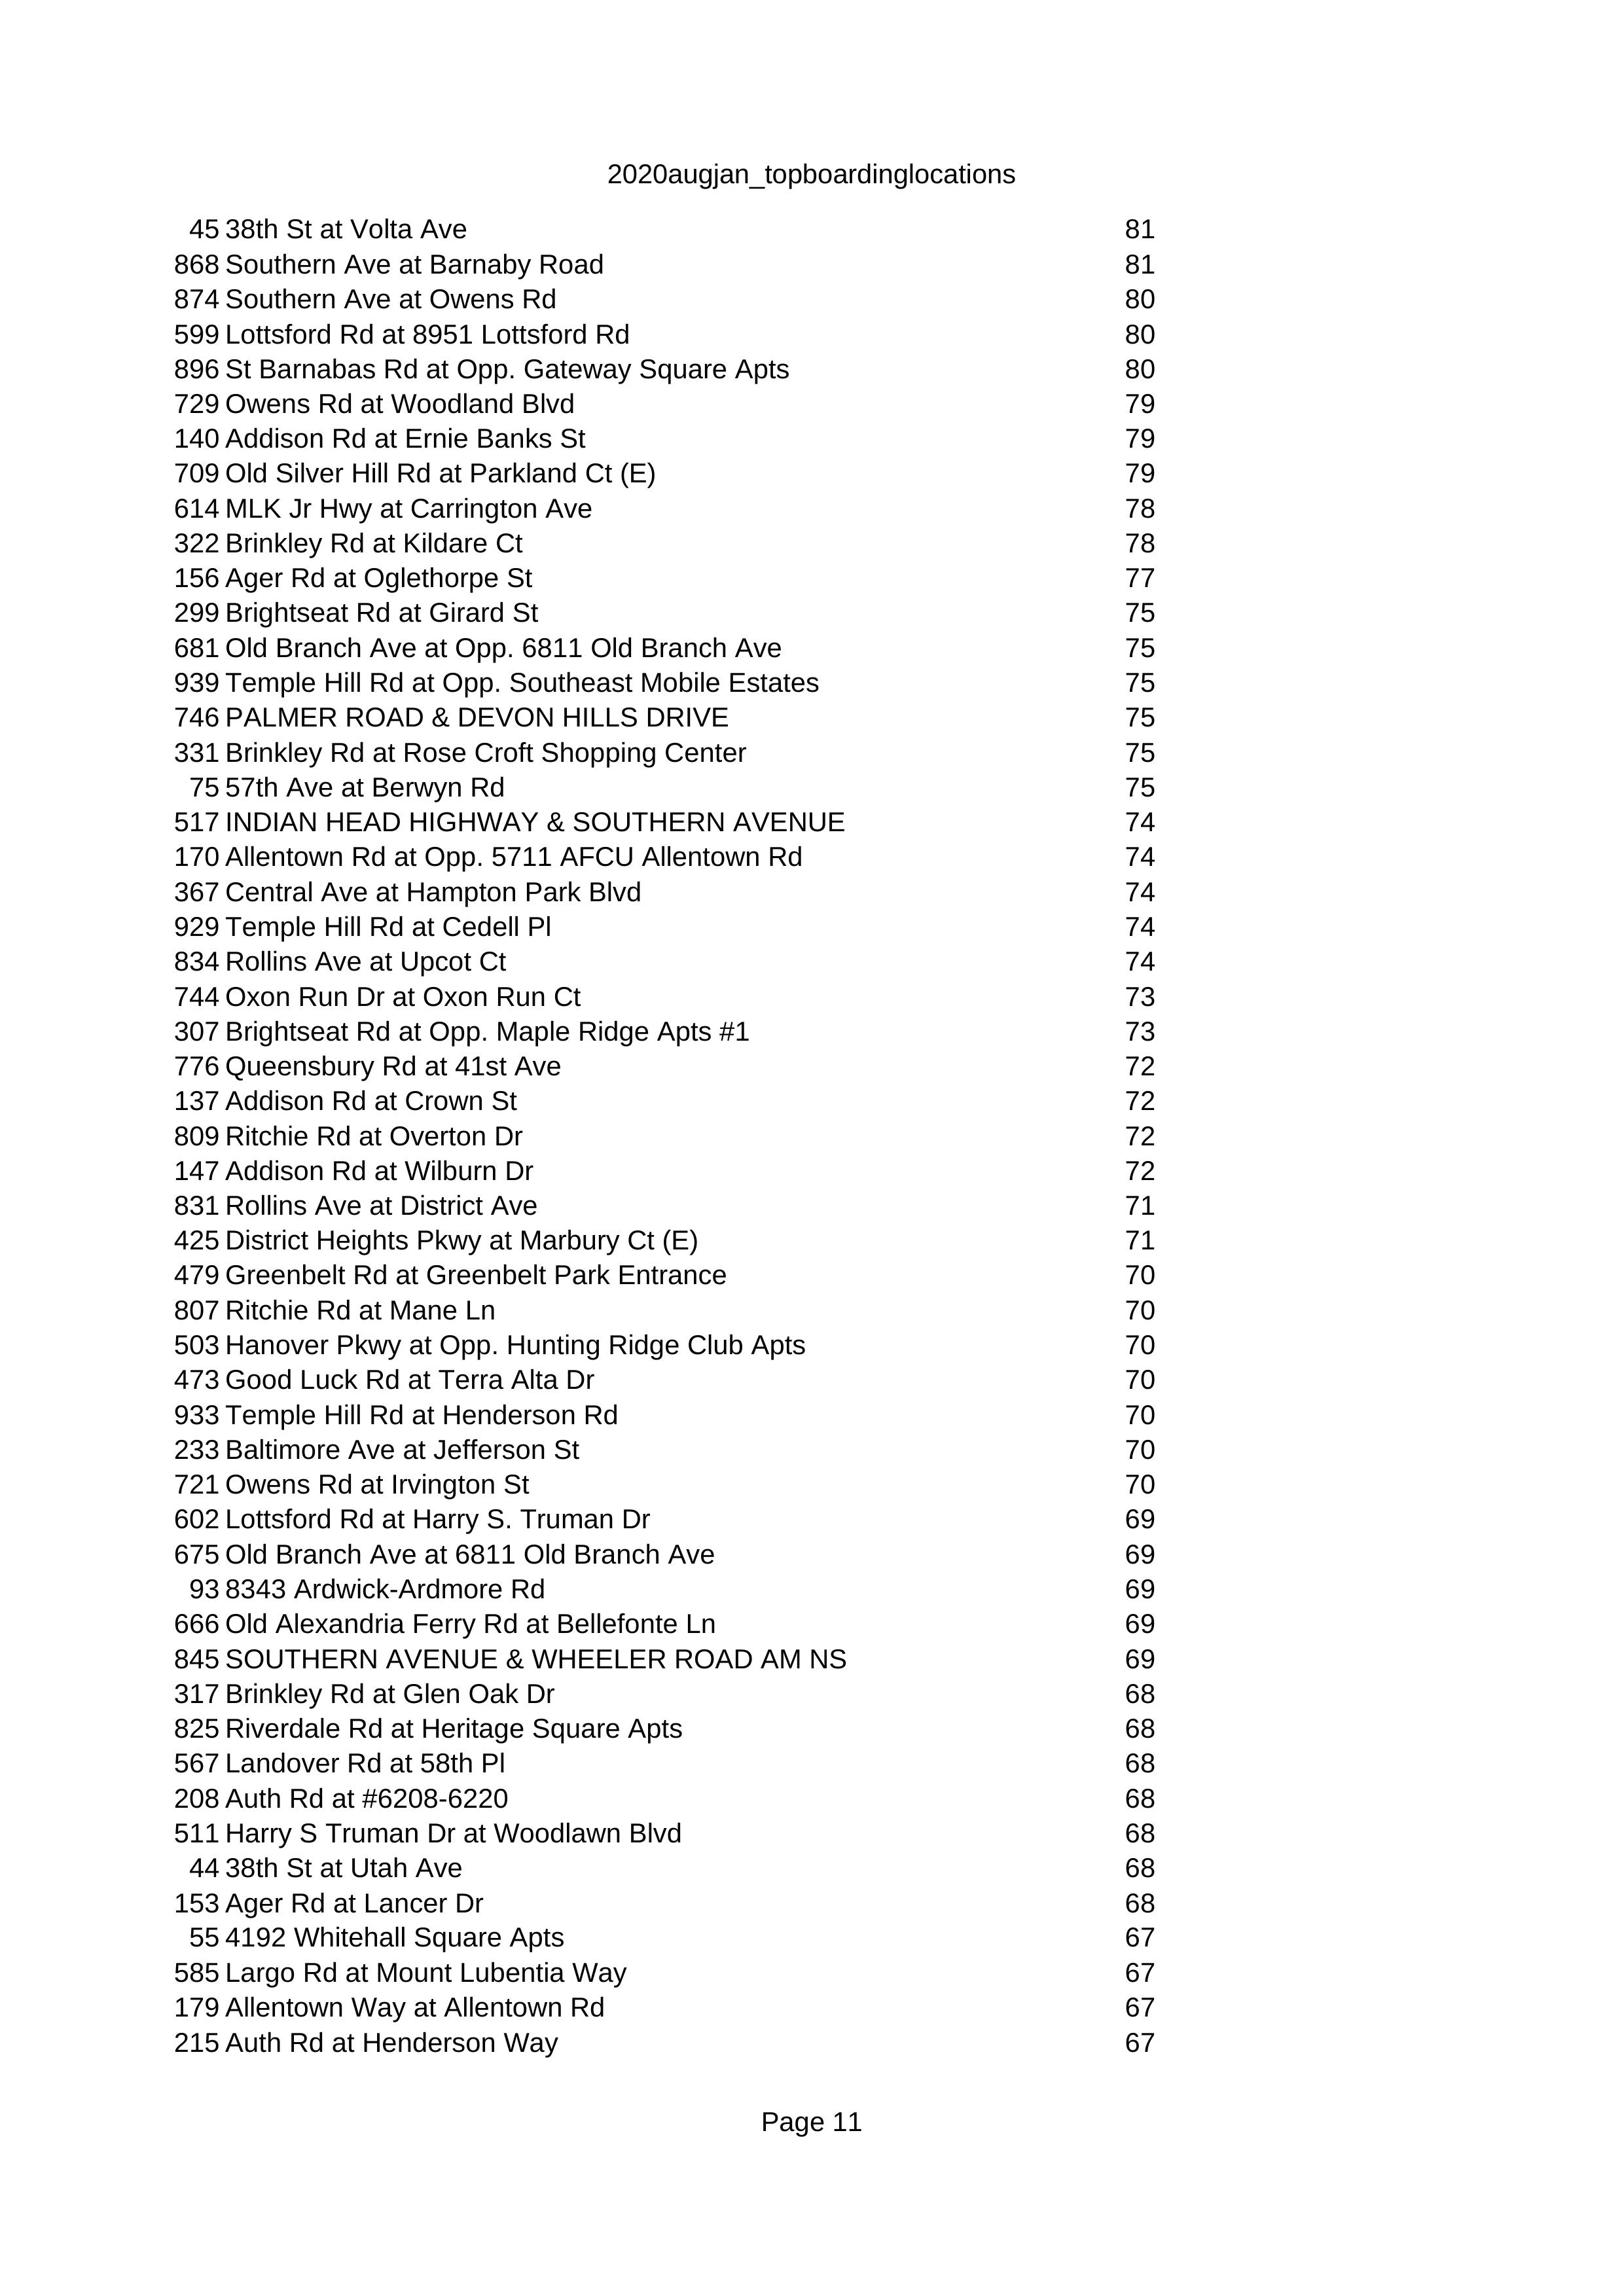 2020augjan_topboardinglocations
45 38th St at Volta Ave 81
868 Southern Ave at Barnaby Road 81
874 Southern Ave at Owens Rd 80
599 Lottsford Rd at 8951 Lottsford Rd 80
896 St Barnabas Rd at Opp. Gateway Square Apts 80
729 Owens Rd at Woodland Blvd 79
140 Addison Rd at Ernie Banks St 79
709 Old Silver Hill Rd at Parkland Ct (E) 79
614 MLK Jr Hwy at Carrington Ave 78
322 Brinkley Rd at Kildare Ct 78
156 Ager Rd at Oglethorpe St 77
299 Brightseat Rd at Girard St 75
681 Old Branch Ave at Opp. 6811 Old Branch Ave 75
939 Temple Hill Rd at Opp. Southeast Mobile Estates 75
746 PALMER ROAD & DEVON HILLS DRIVE 75
331 Brinkley Rd at Rose Croft Shopping Center 75
75 57th Ave at Berwyn Rd 75
517 INDIAN HEAD HIGHWAY & SOUTHERN AVENUE 74
170 Allentown Rd at Opp. 5711 AFCU Allentown Rd 74
367 Central Ave at Hampton Park Blvd 74
929 Temple Hill Rd at Cedell Pl 74
834 Rollins Ave at Upcot Ct 74
744 Oxon Run Dr at Oxon Run Ct 73
307 Brightseat Rd at Opp. Maple Ridge Apts #1 73
776 Queensbury Rd at 41st Ave 72
137 Addison Rd at Crown St 72
809 Ritchie Rd at Overton Dr 72
147 Addison Rd at Wilburn Dr 72
831 Rollins Ave at District Ave 71
425 District Heights Pkwy at Marbury Ct (E) 71
479 Greenbelt Rd at Greenbelt Park Entrance 70
807 Ritchie Rd at Mane Ln 70
503 Hanover Pkwy at Opp. Hunting Ridge Club Apts 70
473 Good Luck Rd at Terra Alta Dr 70
933 Temple Hill Rd at Henderson Rd 70
233 Baltimore Ave at Jefferson St 70
721 Owens Rd at Irvington St 70
602 Lottsford Rd at Harry S. Truman Dr 69
675 Old Branch Ave at 6811 Old Branch Ave 69
93 8343 Ardwick-Ardmore Rd 69
666 Old Alexandria Ferry Rd at Bellefonte Ln 69
845 SOUTHERN AVENUE & WHEELER ROAD AM NS 69
317 Brinkley Rd at Glen Oak Dr 68
825 Riverdale Rd at Heritage Square Apts 68
567 Landover Rd at 58th Pl 68
208 Auth Rd at #6208-6220 68
511 Harry S Truman Dr at Woodlawn Blvd 68
44 38th St at Utah Ave 68
153 Ager Rd at Lancer Dr 68
55 4192 Whitehall Square Apts 67
585 Largo Rd at Mount Lubentia Way 67
179 Allentown Way at Allentown Rd 67
215 Auth Rd at Henderson Way 67
Page 11